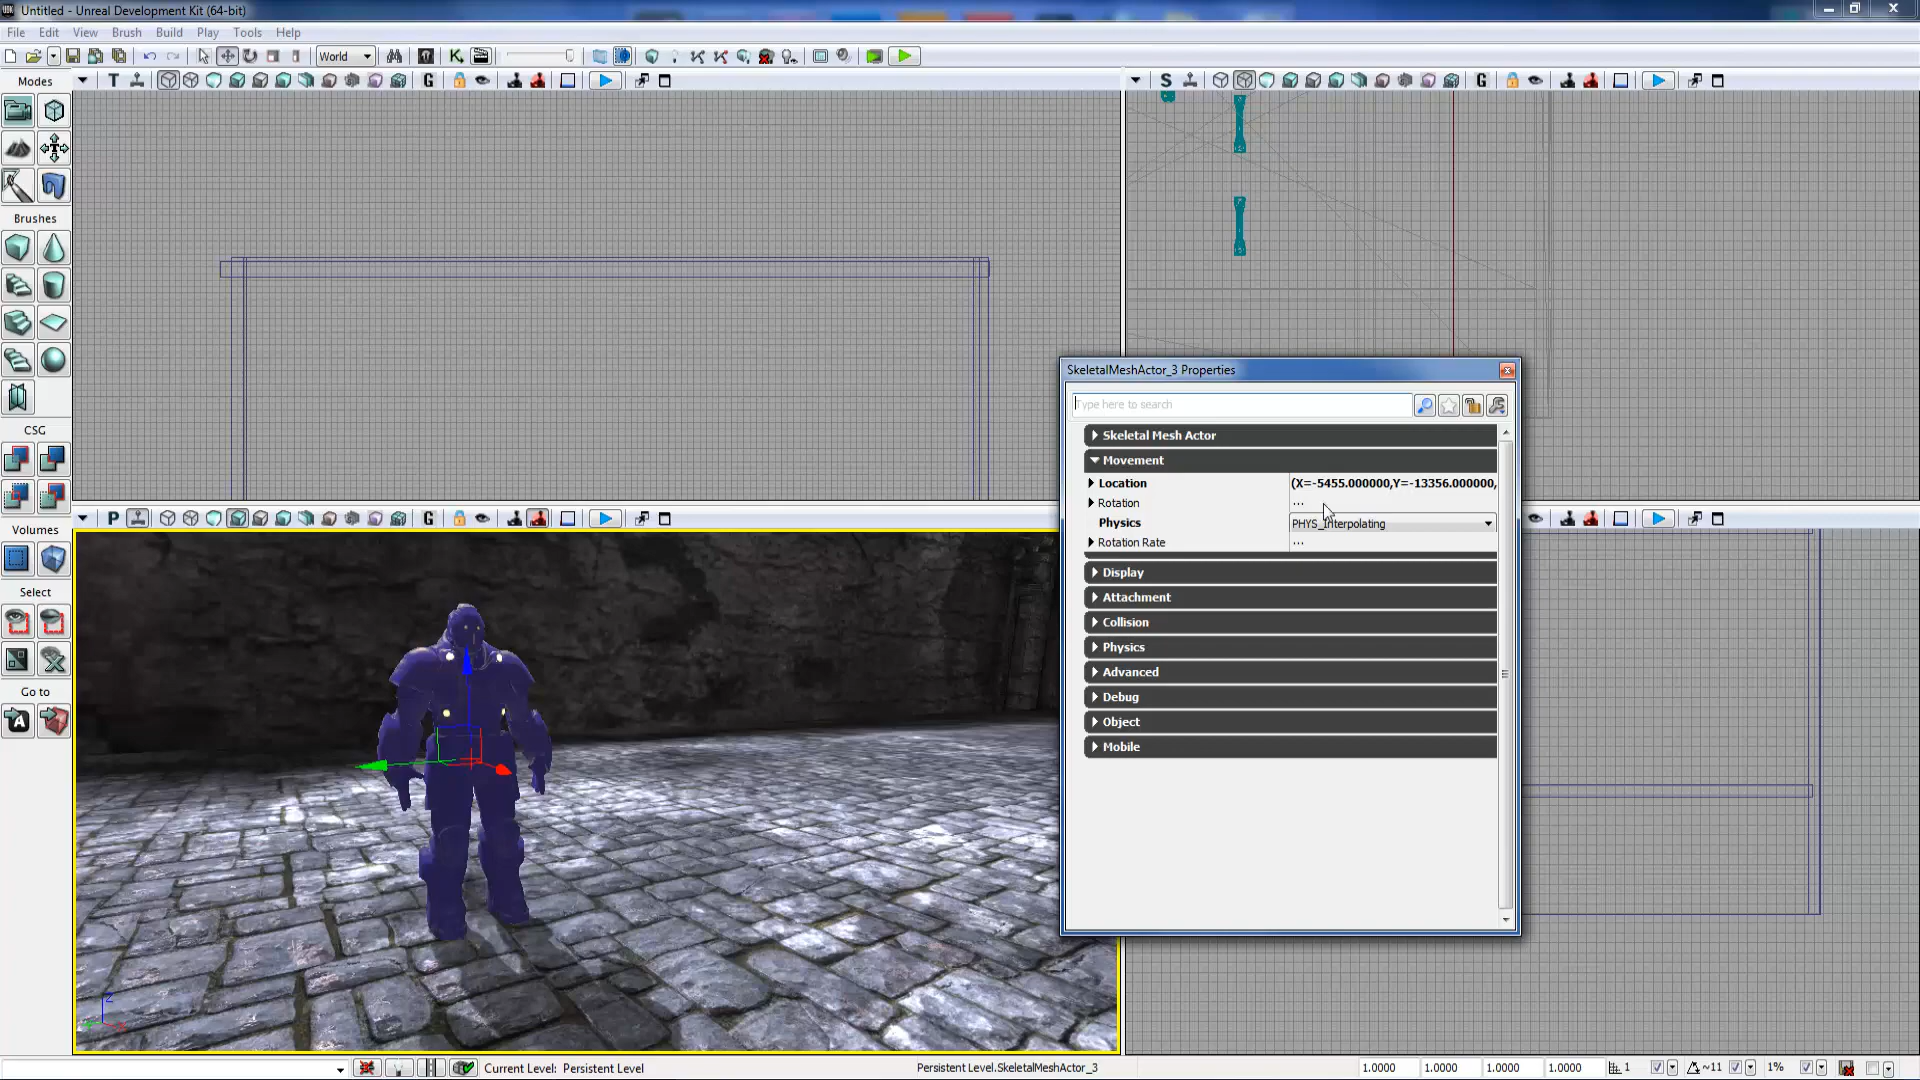 Untitled - Unreal Development Kit (64-bit)
File Edit View Brush Build Play Tools Help
World
Modes
T
G
S
G
Brushes
CSG
Volumes
Select
Go to
P
G
SkeletalMeshActor_3 Properties
Type here to search
Skeletal Mesh Actor
Movement
Location (X=-5455.000000,Y=-13356.000000,
Rotation ...
Physics PHYS_Interpolating
Rotation Rate ...
Display
Attachment
Collision
Physics
Advanced
Debug
Object
Mobile
Z
Current Level: Persistent Level
Persistent Level.SkeletalMeshActor_3
1.0000 1.0000 1.0000 1.0000 1 ~11 1%